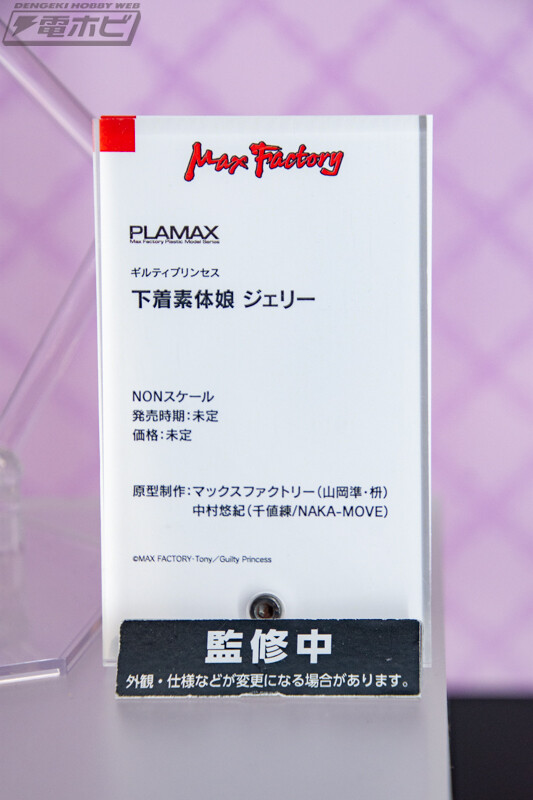 DENGEKI HOBBY WEB
電ホビ
Max Factory
PLAMAX
Max Factory Plastic Model Series
ギルティプリンセス
下着素体娘 ジェリー
NONスケール
発売時期：未定
価格：未定
原型制作：マックスファクトリー（山岡準・枡）
中村悠紀（千値練/NAKA-MOVE）
©MAX FACTORY・Tony／Guilty Princess
監修中
外観・仕様などが変更になる場合があります。